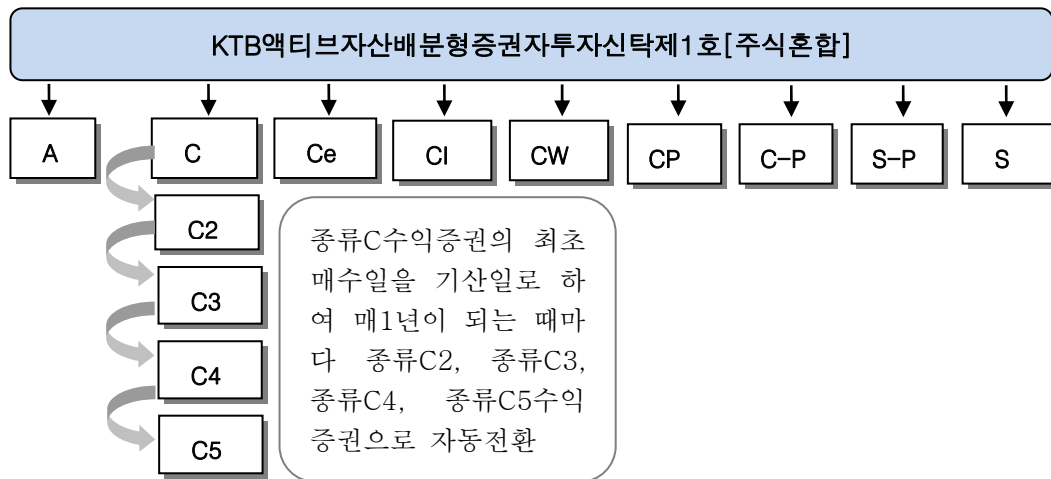 KTB액티브자산배분형증권자투자신탁제1호[주식혼합]
A
C
Ce
CI
CW
CP
C-P
S-P
S
C2
C3
C4
C5
종류C수익증권의 최초
매수일을 기산일로 하
여 매1년이 되는 때마
다 종류C2, 종류C3,
종류C4, 종류C5수익
증권으로 자동전환